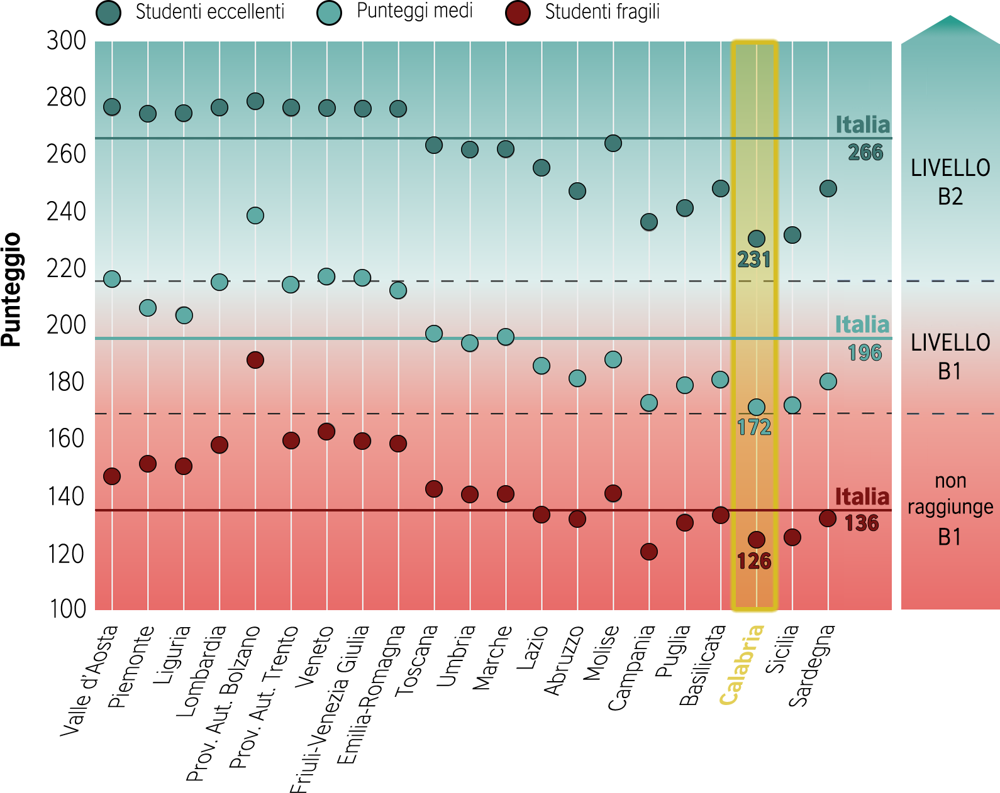 Studenti eccellenti
Punteggi medi
Studenti fragili
Punteggio
300
280
260
240
220
200
180
160
140
120
100
Italia
266
Italia
196
Italia
136
231
172
126
LIVELLO
B2
LIVELLO
B1
non
raggiunge
B1
Valle d'Aosta
Piemonte
Liguria
Lombardia
Prov. Aut. Bolzano
Prov. Aut. Trento
Veneto
Friuli-Venezia Giulia
Emilia-Romagna
Toscana
Umbria
Marche
Lazio
Abruzzo
Molise
Campania
Puglia
Basilicata
Calabria
Sicilia
Sardegna